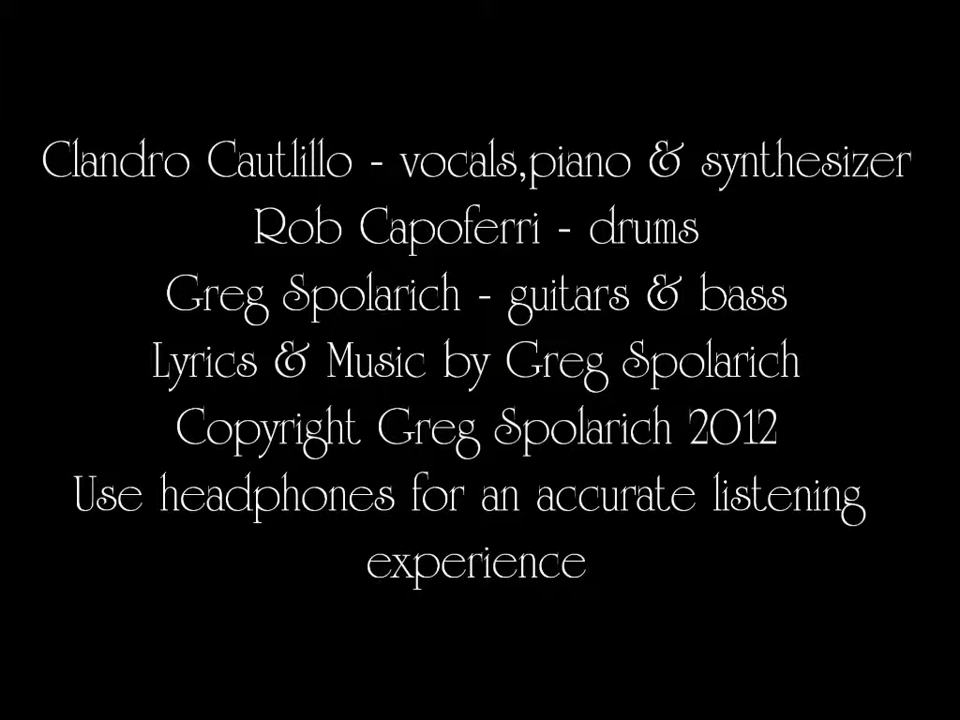 Clandro Cautlillo - vocals,piano & synthesizer
Rob Capoferri - drums
Greg Spolarich - guitars & bass
Lyrics & Music by Greg Spolarich
Copyright Greg Spolarich 2012
Use headphones for an accurate listening
experience